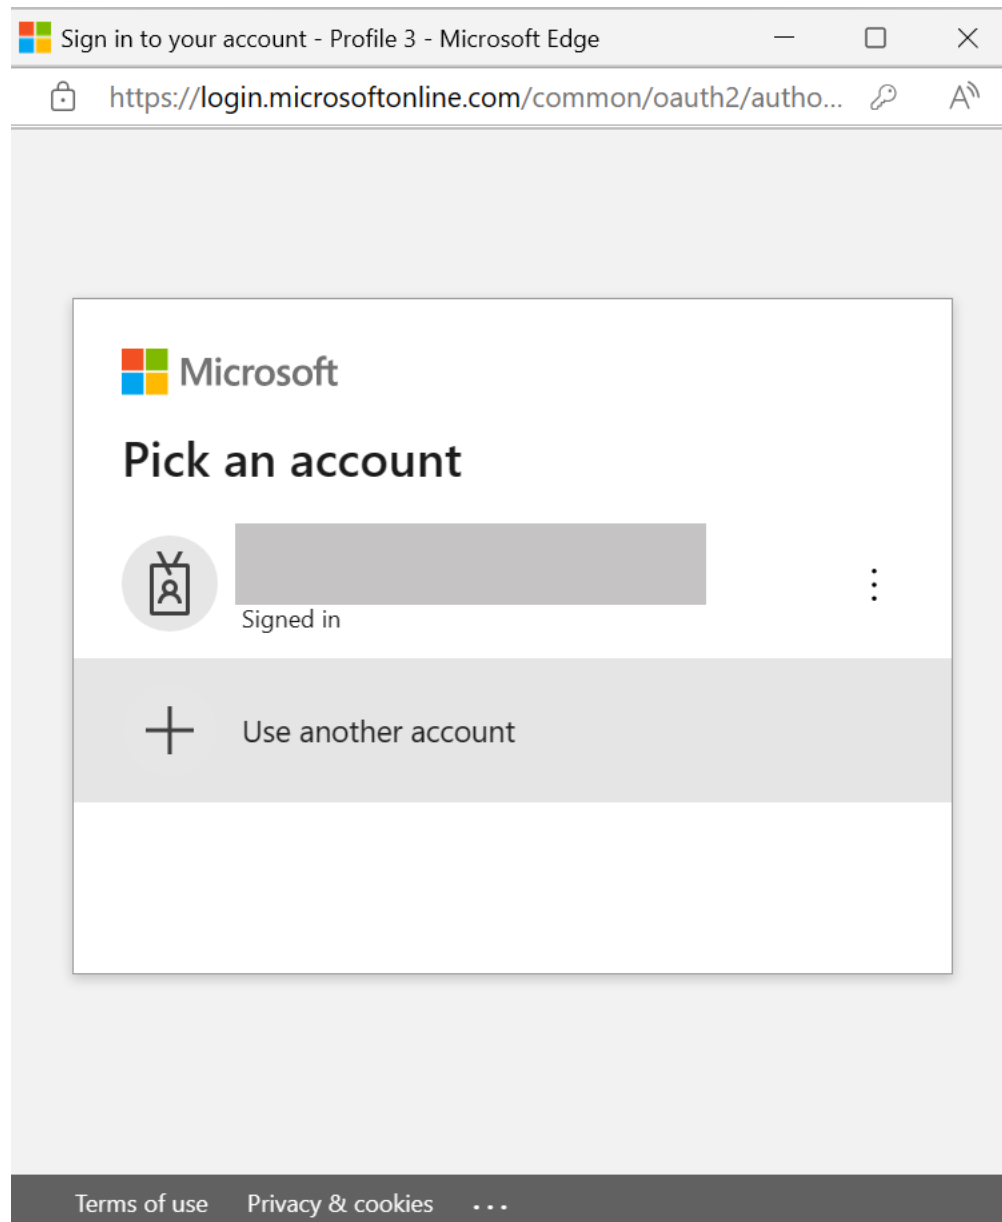 Sign in to your account - Profile 3 - Microsoft Edge
https://login.microsoftonline.com/common/oauth2/autho...
Microsoft
Pick an account
Signed in
Use another account
Terms of use Privacy & cookies ...